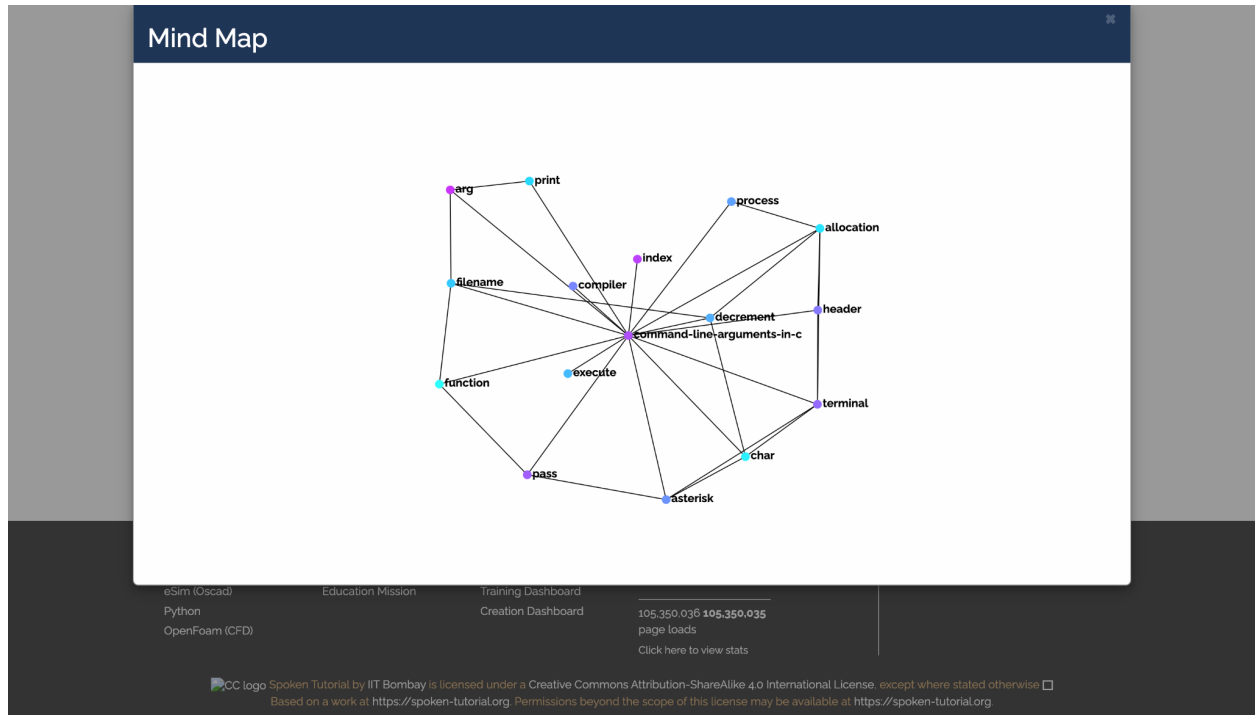 ✖
Mind Map
print
arg
process
allocation
index
filename
compiler
header
decrement
command-line-arguments-in-c
execute
function
terminal
char
pass
asterisk
eSim (Oscad)
Education Mission
Training Dashboard
Python
Creation Dashboard
105,350,036 105,350,035
OpenFoam (CFD)
page loads
Click here to view stats
CC logo Spoken Tutorial by IIT Bombay is licensed under a Creative Commons Attribution-ShareAlike 4.0 International License, except where stated otherwise
Based on a work at https://spoken-tutorial.org. Permissions beyond the scope of this license may be available at https://spoken-tutorial.org.